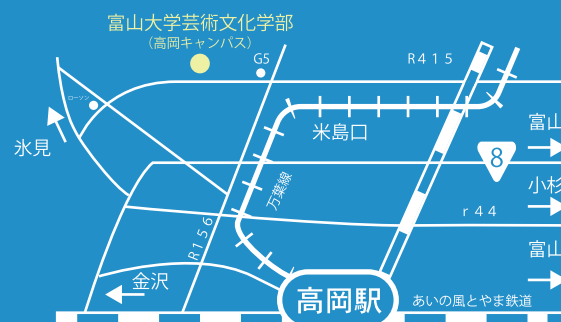 富山大学芸術文化学部
（高岡キャンパス）
G5
R415
ローソン
富山
氷見
米島口
8
小杉
万葉線
r44
R156
富山
金沢
高岡駅
あいの風とやま鉄道